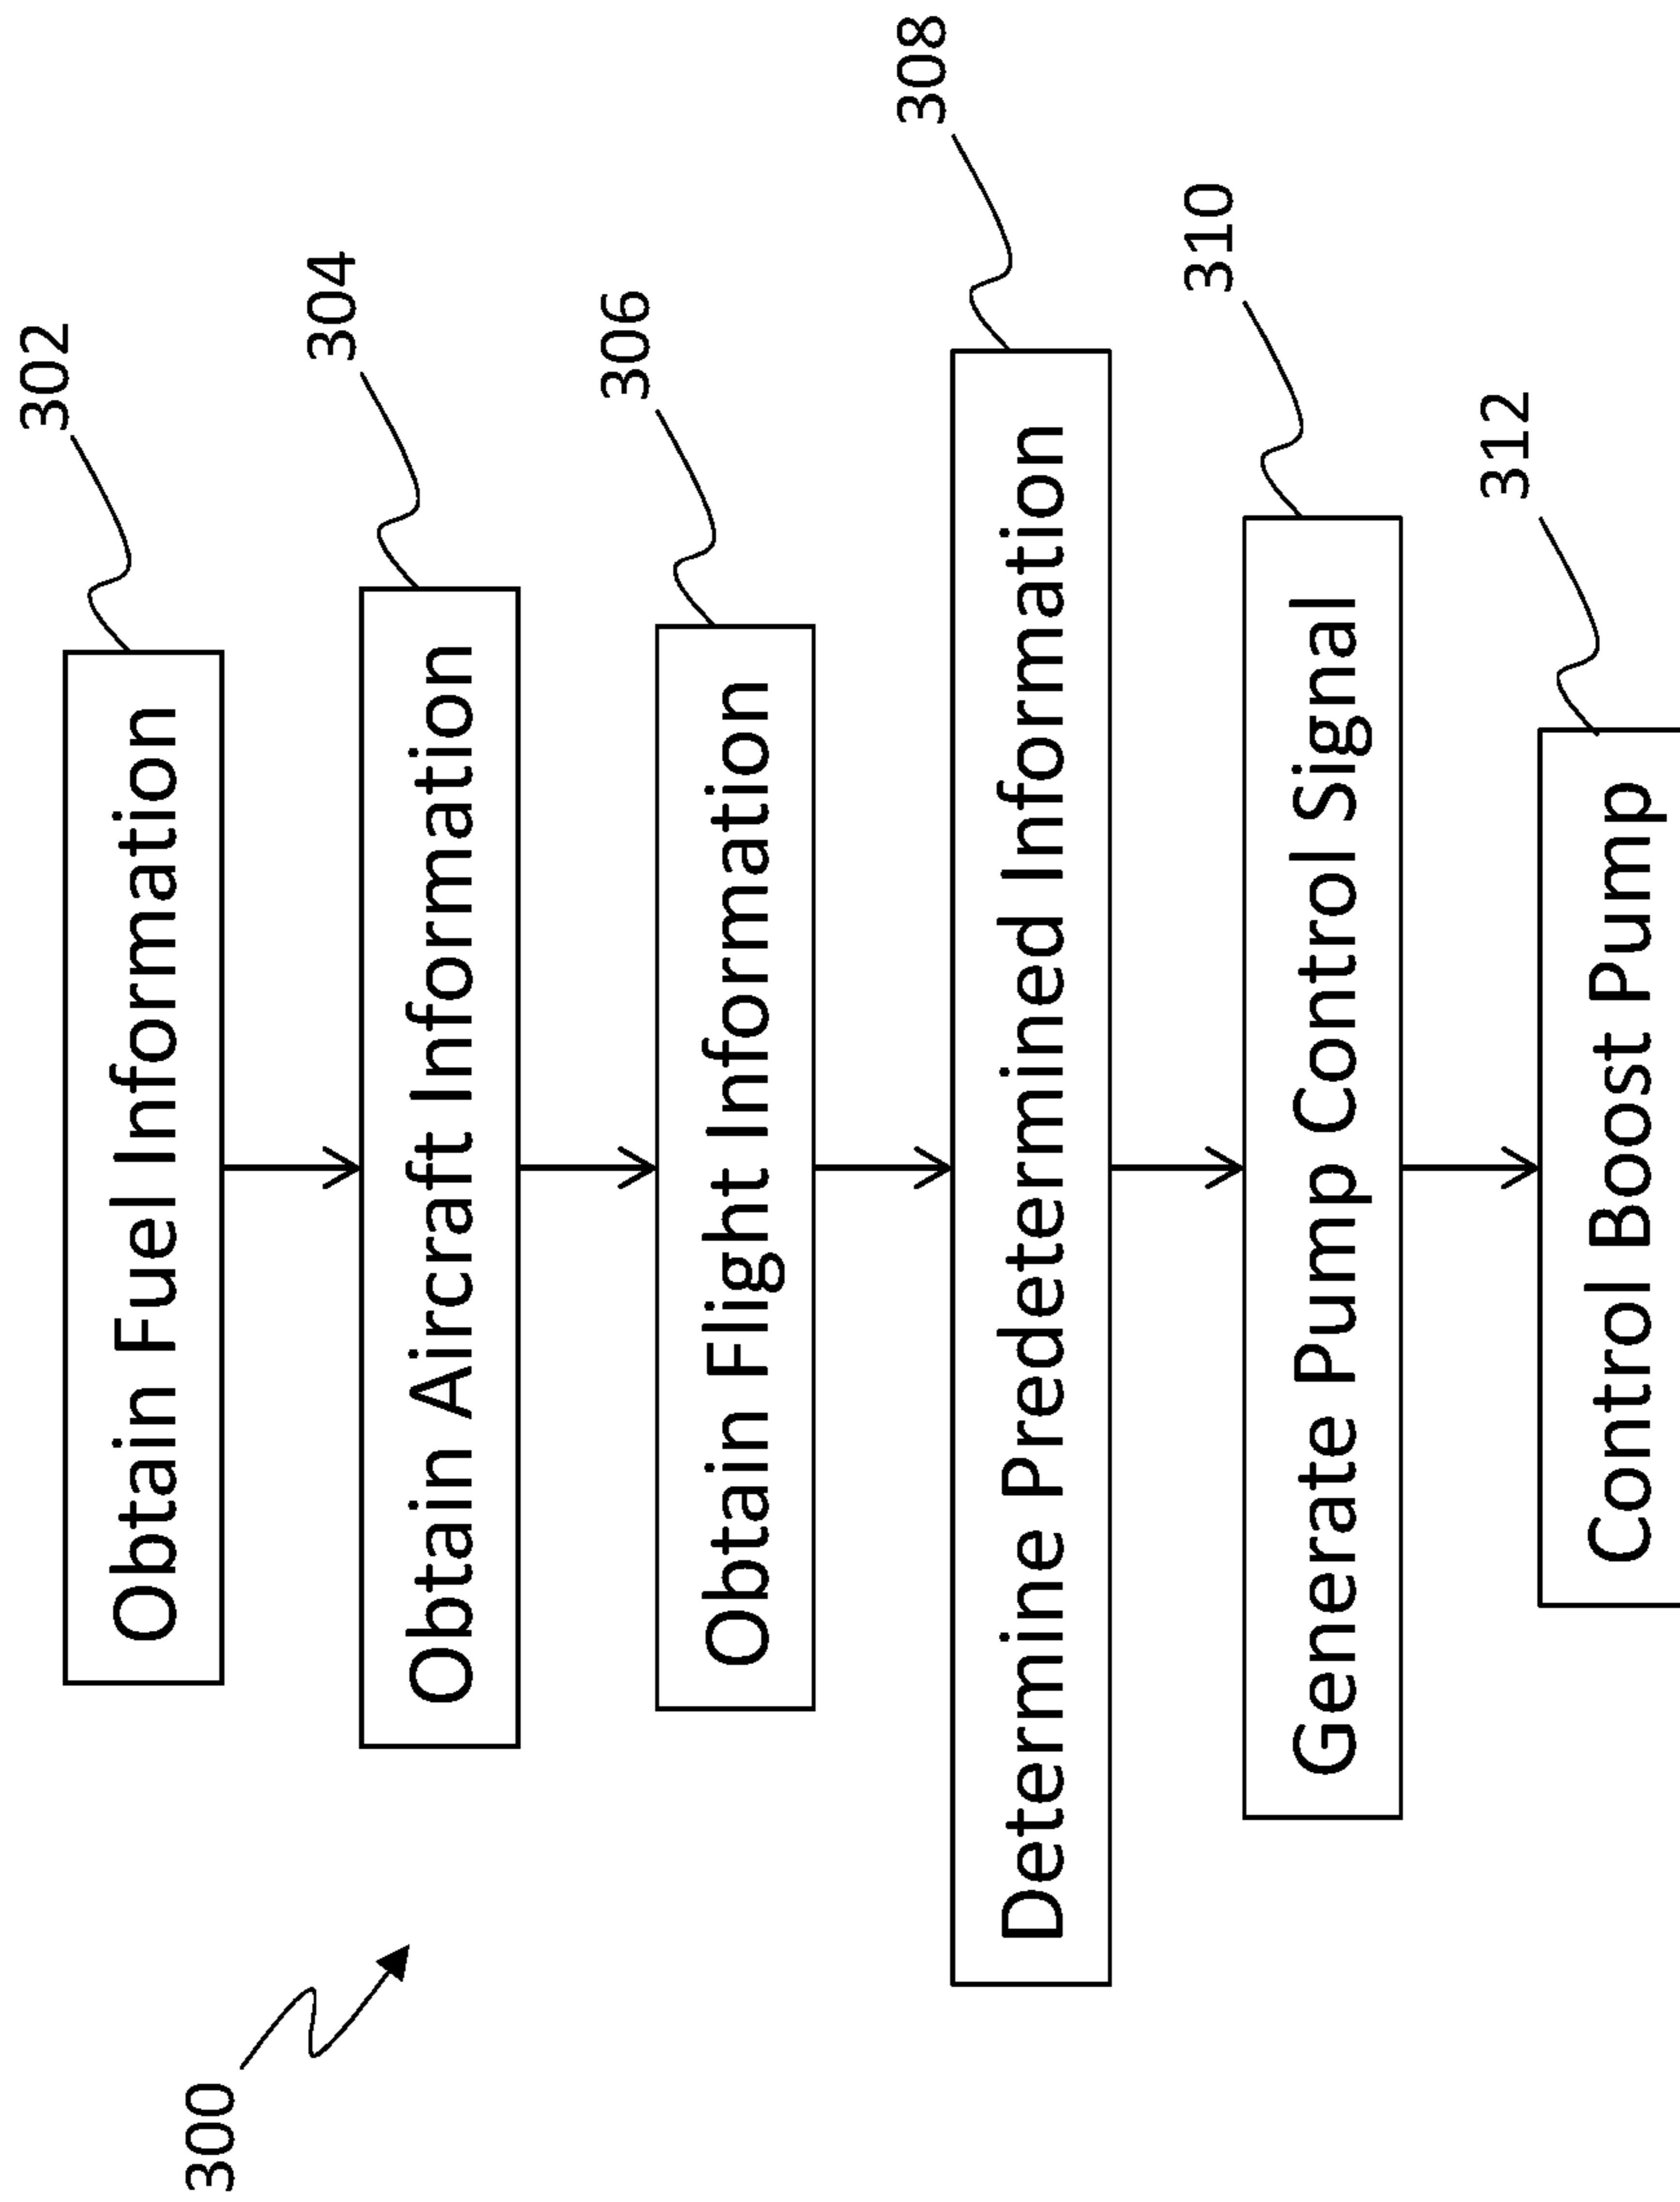 300
302
Obtain Fuel Information
304
Obtain Aircraft Information
306
Obtain Flight Information
308
Determine Predetermined Information
310
Generate Pump Control Signal
312
Control Boost Pump